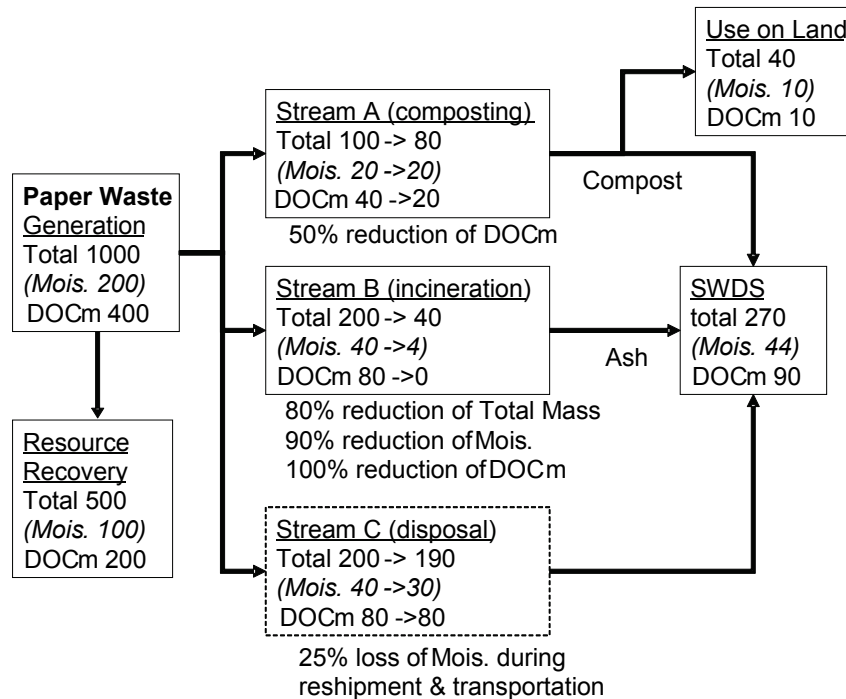 Paper Waste
Generation
Total 1000
(Mois. 200)
DOCm 400
Resource
Recovery
Total 500
(Mois. 100)
DOCm 200
Stream A (composting)
Total 100 -> 80
(Mois. 20 ->20)
DOCm 40 ->20
50% reduction of DOCm
Stream B (incineration)
Total 200 -> 40
(Mois. 40 ->4)
DOCm 80 ->0
80% reduction of Total Mass
90% reduction of Mois.
100% reduction of DOCm
Stream C (disposal)
Total 200 -> 190
(Mois. 40 ->30)
DOCm 80 ->80
25% loss of Mois. during
reshipment & transportation
Compost
Ash
Use on Land
Total 40
(Mois. 10)
DOCm 10
SWDS
total 270
(Mois. 44)
DOCm 90